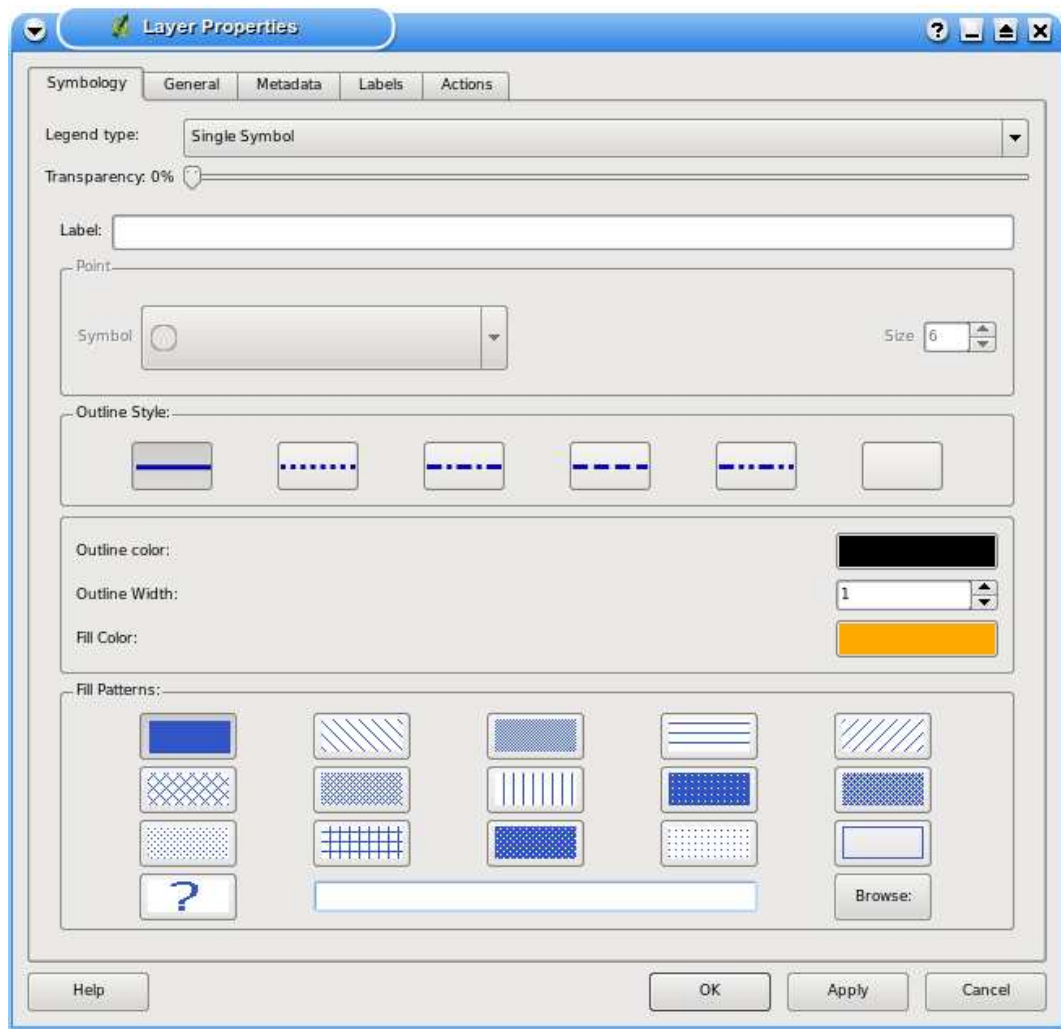 Layer Properties
?
Symbology General Metadata Labels Actions
Legend type: Single Symbol
Transparency: 0%
Label:
Point
Symbol Size 6
Outline Style:
Outline color:
Outline Width: 1
Fill Color:
Fill Patterns:
? Browse:
Help OK Apply Cancel